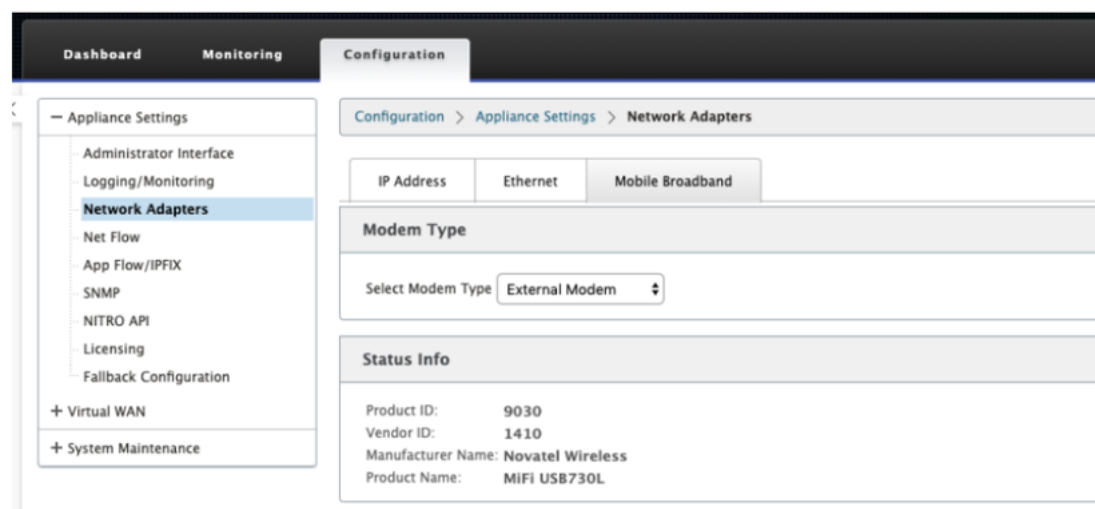 Dashboard Monitoring Configuration
— Appliance Settings
Administrator Interface
Logging/Monitoring
Network Adapters
Net Flow
App Flow/IPFIX
SNMP
NITRO API
Licensing
Fallback Configuration
+ Virtual WAN
+ System Maintenance
Configuration > Appliance Settings > Network Adapters
IP Address Ethernet Mobile Broadband
Modem Type
Select Modem Type External Modem
Status Info
Product ID: 9030
Vendor ID: 1410
Manufacturer Name: Novatel Wireless
Product Name: MiFi USB730L